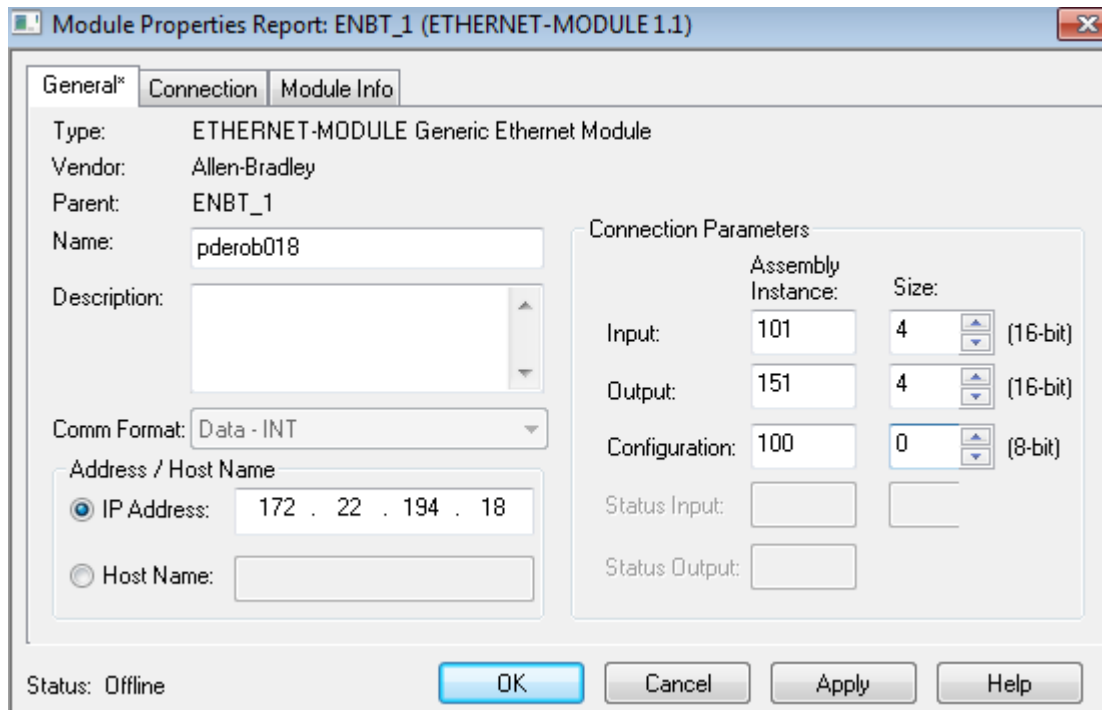 Module Properties Report: ENBT_1 (ETHERNET-MODULE 1.1)
General* Connection Module Info
Type: ETHERNET-MODULE Generic Ethernet Module
Vendor: Allen-Bradley
Parent: ENBT_1
Name: pderob018
Description:
Comm Format: Data - INT
Address / Host Name
IP Address: 172 . 22 . 194 . 18
Host Name:
Connection Parameters
Assembly
Instance: Size:
Input: 101 4 (16-bit)
Output: 151 4 (16-bit)
Configuration: 100 0 (8-bit)
Status Input:
Status Output:
Status: Offline OK Cancel Apply Help